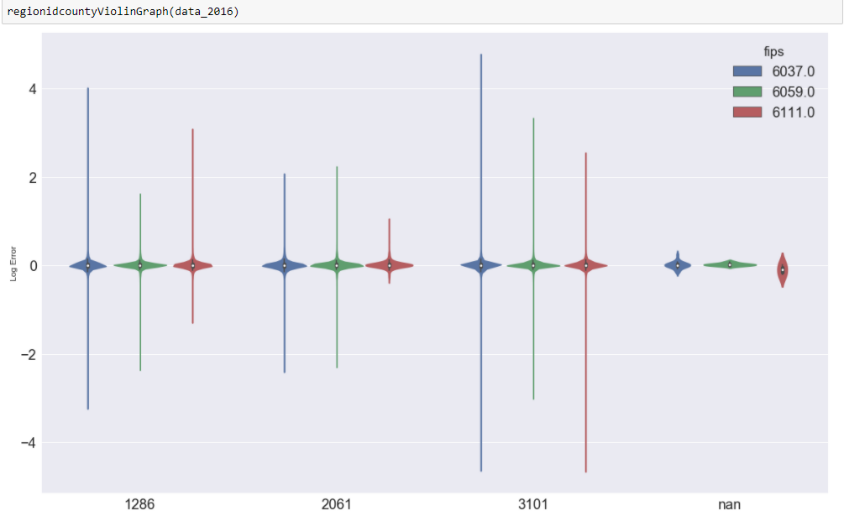 regionidcountyViolinGraph(data_2016)
fips
6037.0
6059.0
6111.0
4
2
0
−2
−4
Log Error
1286 2061 3101 nan